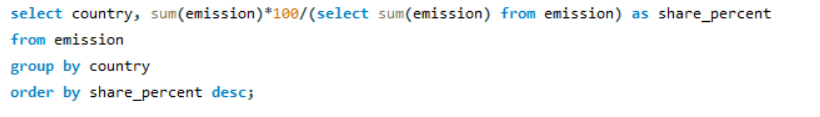 select country, sum(emission)*100/(select sum(emission) from emission) as share_percent
from emission
group by country
order by share_percent desc;